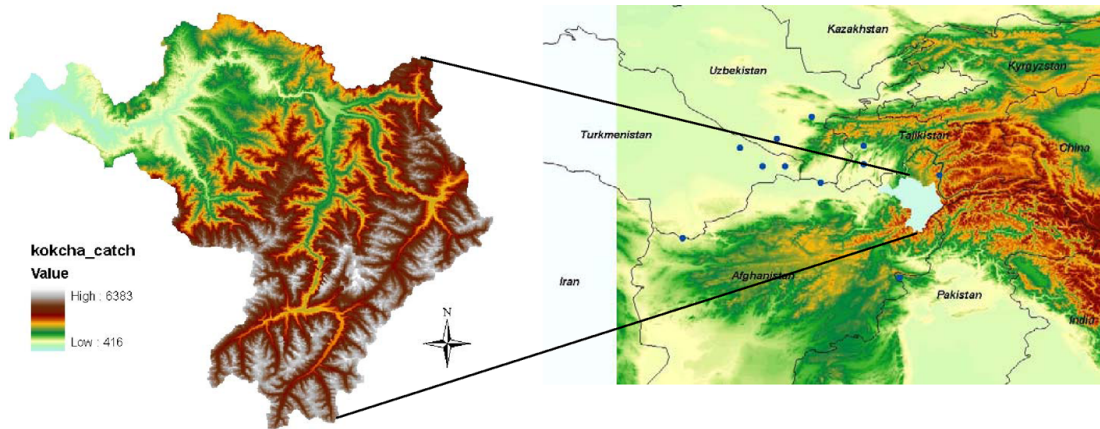 kokcha_catch
Value
High : 6383
Low : 416
N
Kazakhstan
Uzbekistan
Kyrgyzstan
Turkmenistan
Tajikistan
China
Iran
Afghanistan
Pakistan
India